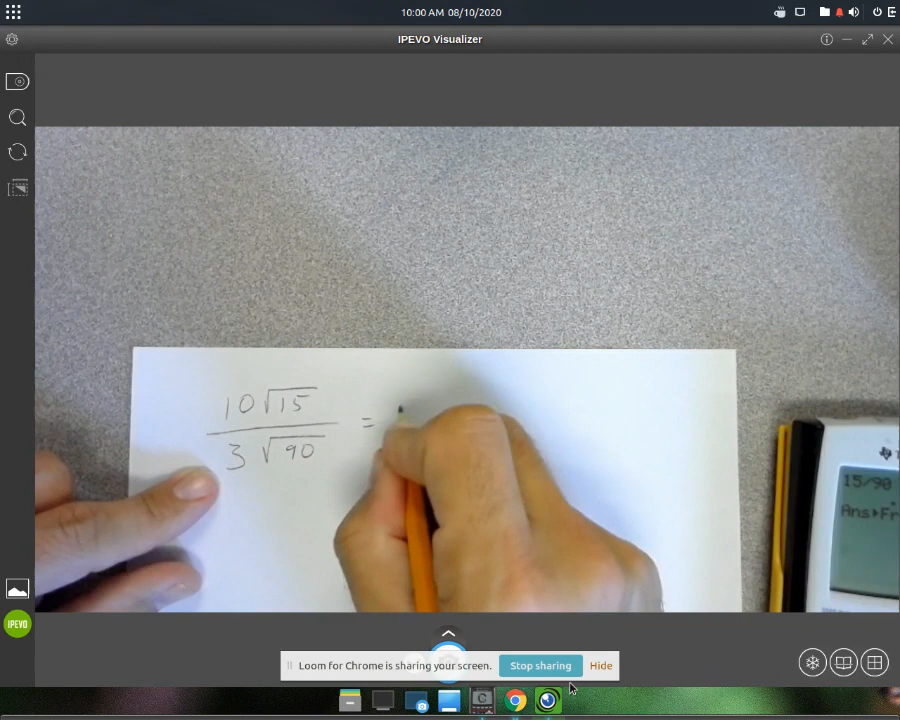 10:00 AM 08/10/2020
IPEVO Visualizer
10√15
3√90
=
15/90
Ans▸Fr
IPEVO
Loom for Chrome is sharing your screen. Stop sharing Hide